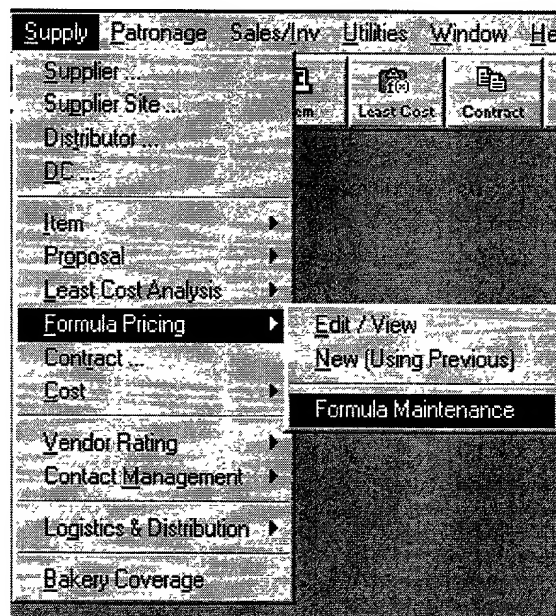 Supply Patronage Sales/Inv Utilities Window He
Supplier ...
Supplier Site ...
Distributor ...
DC ...
em Least Cost Contract
Item
Proposal
Least Cost Analysis
Formula Pricing
Edit / View
Contract ...
New (Using Previous)
Cost
Formula Maintenance
Vendor Rating
Contact Management
Logistics & Distribution
Bakery Coverage